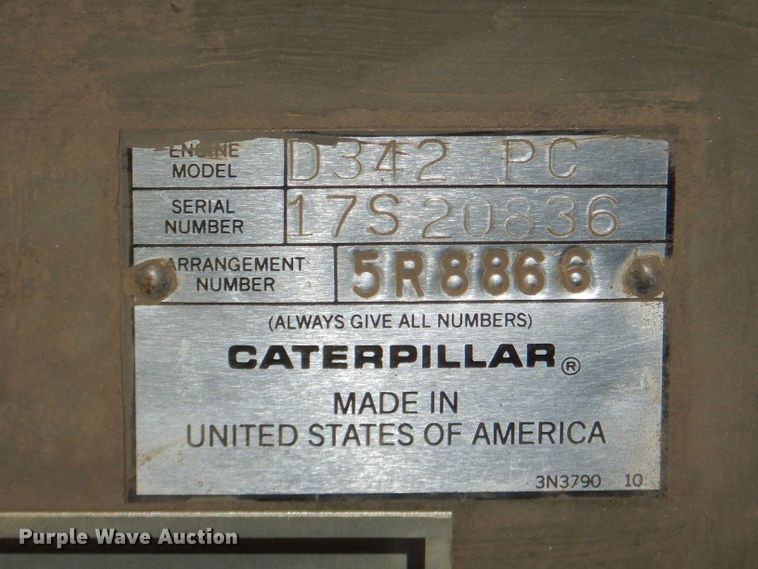 ENGINE MODEL D342 PC
SERIAL NUMBER 17S20836
ARRANGEMENT NUMBER 5R8866
(ALWAYS GIVE ALL NUMBERS)
CATERPILLAR®
MADE IN
UNITED STATES OF AMERICA
3N3790 10
Purple Wave Auction